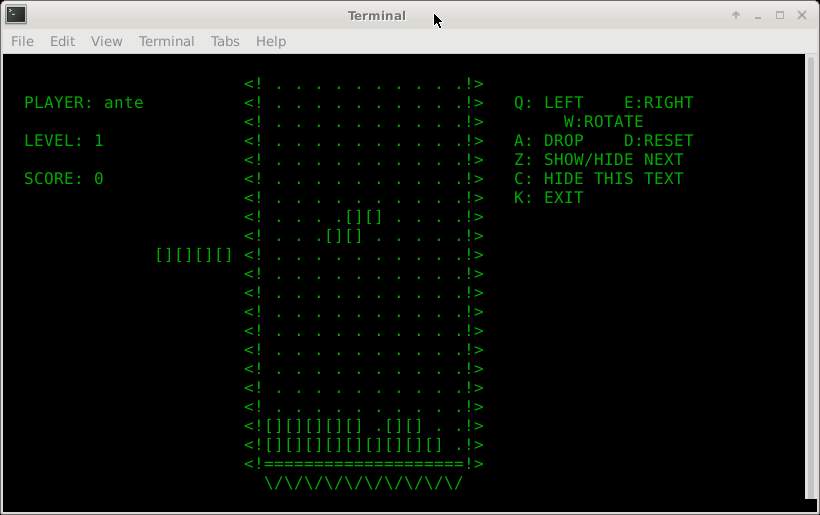 Terminal
File Edit View Terminal Tabs Help
<! . . . . . . . . . .!>
PLAYER: ante <! . . . . . . . . . .!> Q: LEFT E:RIGHT
<! . . . . . . . . . .!> W:ROTATE
LEVEL: 1 <! . . . . . . . . . .!> A: DROP D:RESET
<! . . . . . . . . . .!> Z: SHOW/HIDE NEXT
SCORE: 0 <! . . . . . . . . . .!> C: HIDE THIS TEXT
<! . . . . . . . . . .!> K: EXIT
<! . . . .[][] . . . .!>
<! . . .[][] . . . . .!>
[][][][] <! . . . . . . . . . .!>
<! . . . . . . . . . .!>
<! . . . . . . . . . .!>
<! . . . . . . . . . .!>
<! . . . . . . . . . .!>
<! . . . . . . . . . .!>
<! . . . . . . . . . .!>
<! . . . . . . . . . .!>
<! . . . . . . . . . .!>
<![][][][][] .[][] . .!>
<![][][][][][][][][] .!>
<!====================!>
\/\/\/\/\/\/\/\/\/\/